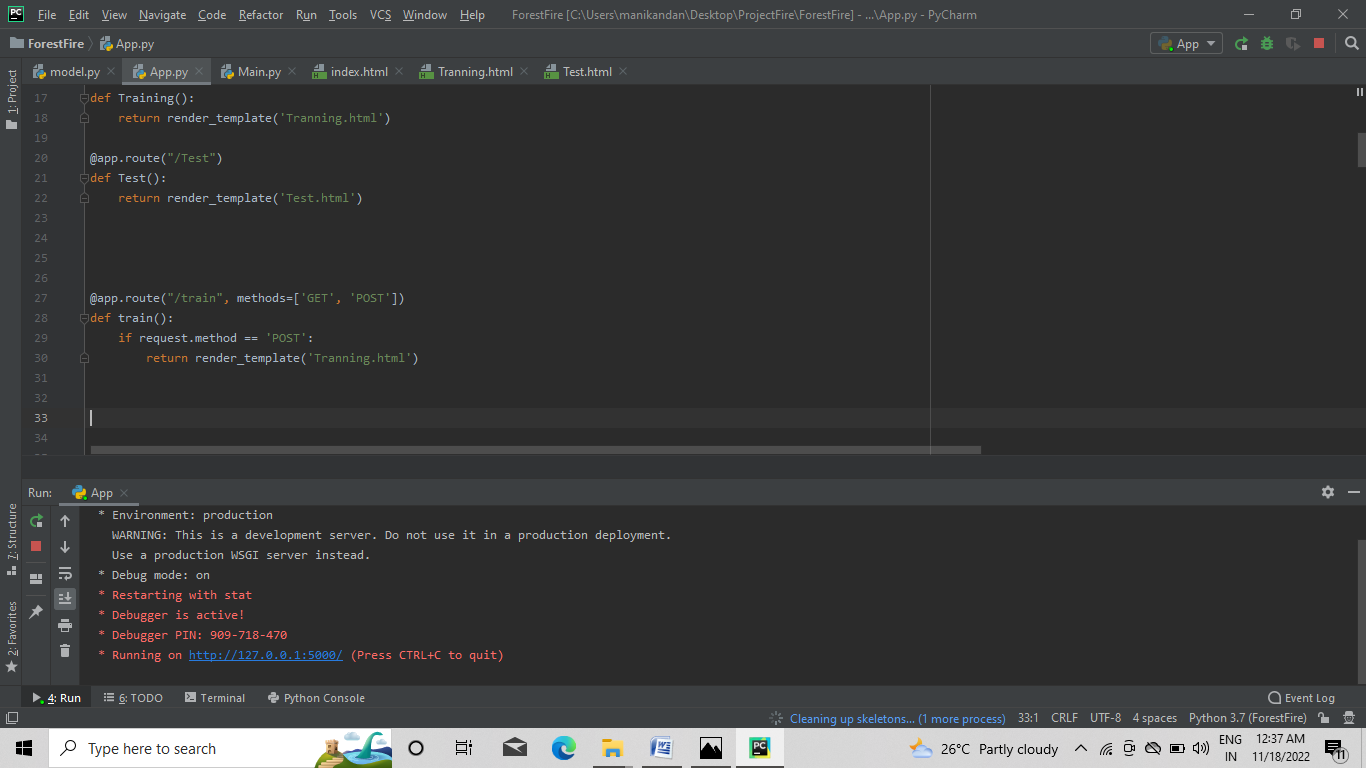 File Edit View Navigate Code Refactor Run Tools VCS Window Help ForestFire [C:\Users\manikandan\Desktop\ProjectFire\ForestFire] - ...\App.py - PyCharm
ForestFire App.py App
model.py App.py Main.py index.html Tranning.html Test.html
1: Project
17 def Training():
18 return render_template('Tranning.html')
19
20 @app.route("/Test")
21 def Test():
22 return render_template('Test.html')
23
24
25
26
27 @app.route("/train", methods=['GET', 'POST'])
28 def train():
29 if request.method == 'POST':
30 return render_template('Tranning.html')
31
32
33
34
Run: App
7: Structure
2: Favorites
* Environment: production
WARNING: This is a development server. Do not use it in a production deployment.
Use a production WSGI server instead.
* Debug mode: on
* Restarting with stat
* Debugger is active!
* Debugger PIN: 909-718-470
* Running on http://127.0.0.1:5000/ (Press CTRL+C to quit)
4: Run 6: TODO Terminal Python Console Event Log
Cleaning up skeletons... (1 more process) 33:1 CRLF UTF-8 4 spaces Python 3.7 (ForestFire)
Type here to search 26°C Partly cloudy ENG 12:37 AM
IN 11/18/2022 11